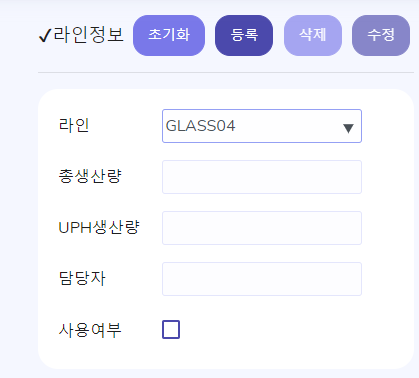 ✓라인정보 초기화 등록 삭제 수정
라인 GLASS04
총생산량
UPH생산량
담당자
사용여부